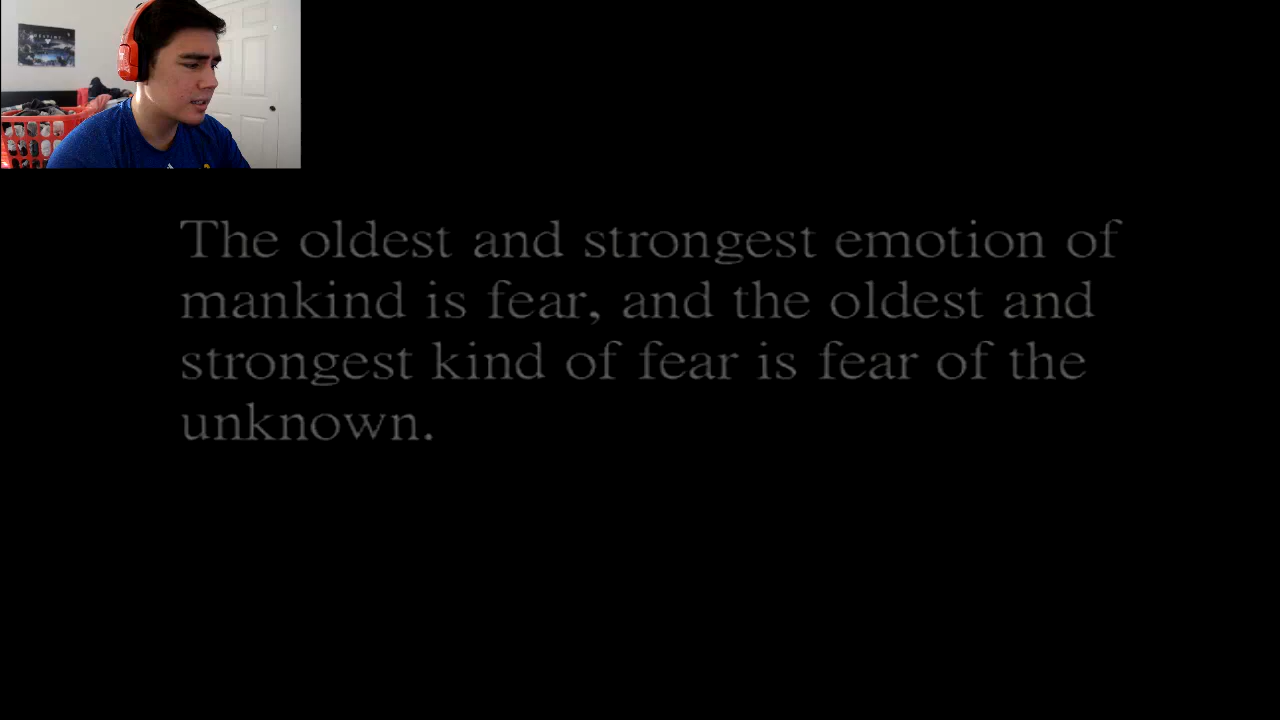 The oldest and strongest emotion of
mankind is fear, and the oldest and
strongest kind of fear is fear of the
unknown.